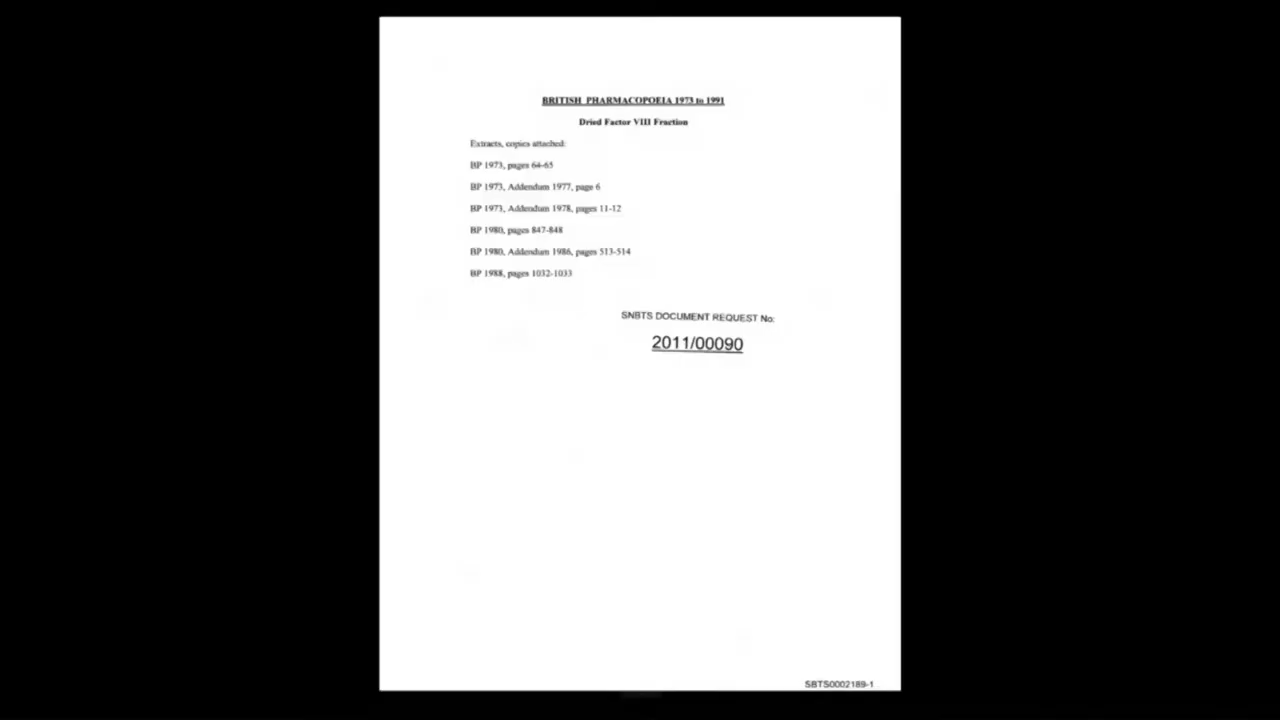 BRITISH PHARMACOPOEIA 1973 to 1991
Dried Factor VIII Fraction
Extracts, copies attached:
BP 1973, pages 64-65
BP 1973, Addendum 1977, page 6
BP 1973, Addendum 1978, pages 11-12
BP 1980, pages 847-848
BP 1980, Addendum 1986, pages 513-514
BP 1988, pages 1032-1033
SNBTS DOCUMENT REQUEST No:
2011/00090
SBTS0002189-1